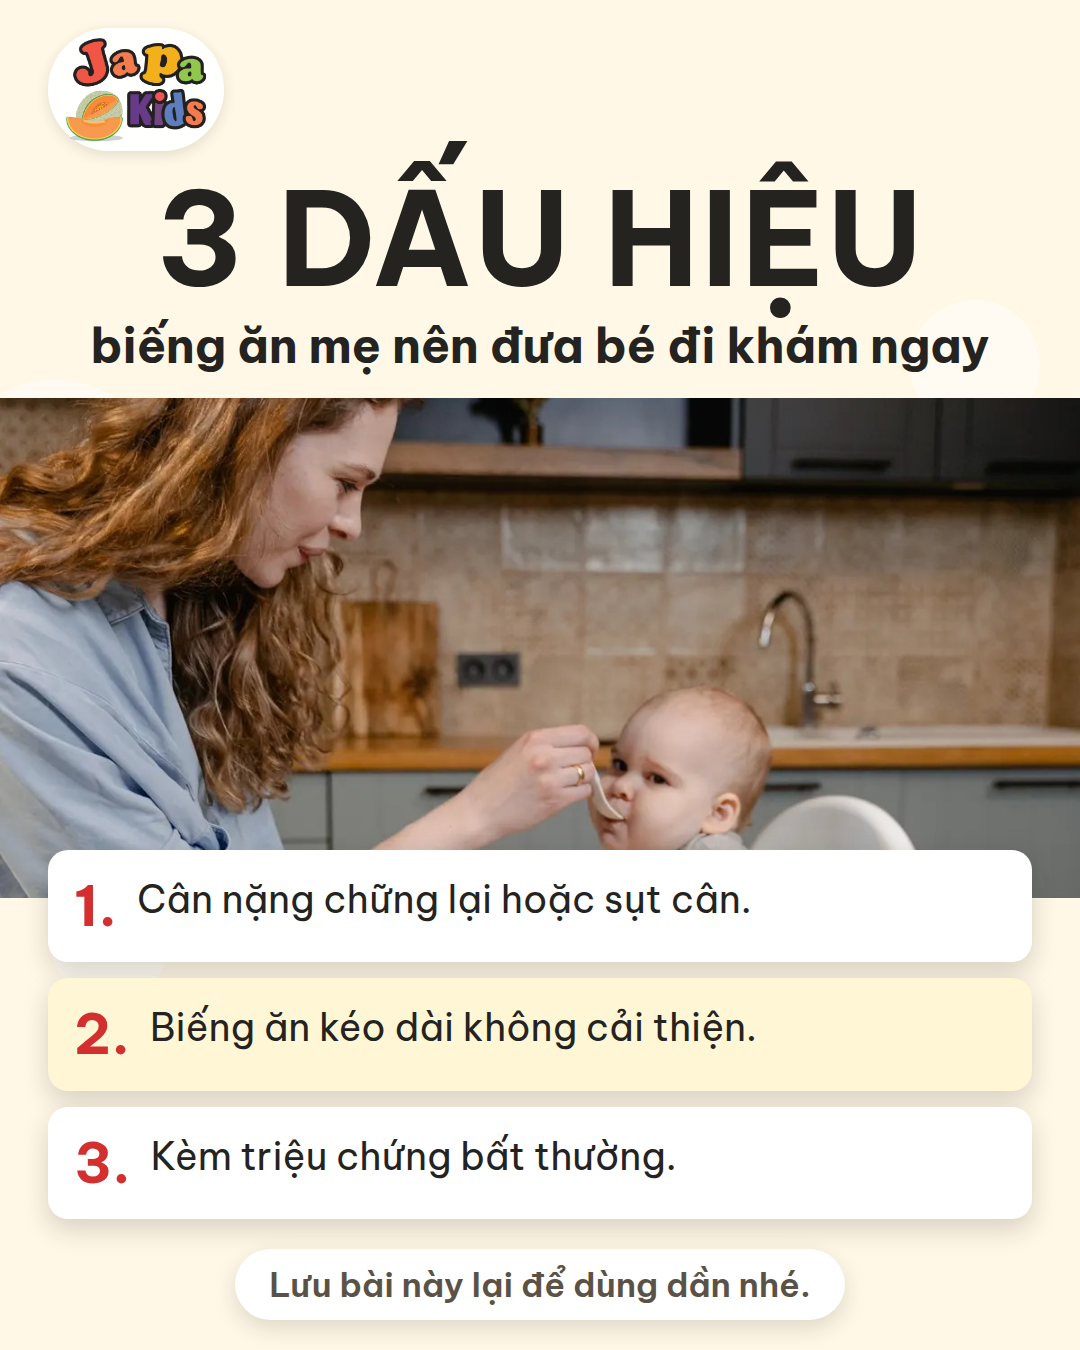 Japa
Kids
3 DẤU HIỆU
biếng ăn mẹ nên đưa bé đi khám ngay
1. Cân nặng chững lại hoặc sụt cân.
2. Biếng ăn kéo dài không cải thiện.
3. Kèm triệu chứng bất thường.
Lưu bài này lại để dùng dần nhé.